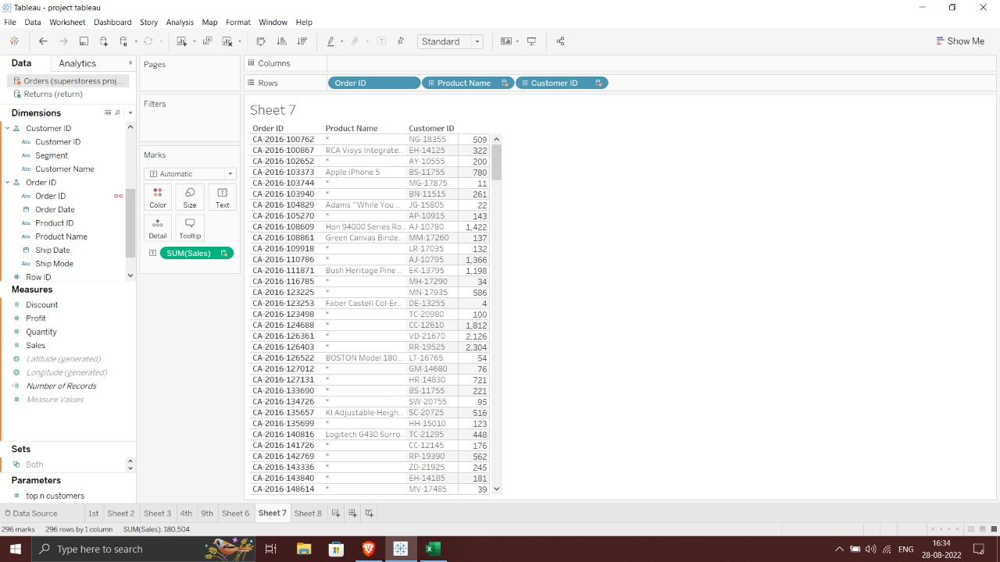 Tableau - project tableau
File Data Worksheet Dashboard Story Analysis Map Format Window Help
Standard
Show Me
Data Analytics
Orders (superstoress proj...
Returns (return)
Dimensions
Customer ID
Abc Customer ID
Abc Segment
Abc Customer Name
Order ID
Abc Order ID
Order Date
Abc Product ID
Abc Product Name
Ship Date
Abc Ship Mode
# Row ID
Measures
# Discount
# Profit
# Quantity
# Sales
Latitude (generated)
Longitude (generated)
Number of Records
# Measure Values
Sets
Both
Parameters
# top n customers
Pages
Filters
Marks
Automatic
Color Size Text
Detail Tooltip
SUM(Sales)
Columns
Rows Order ID Product Name Customer ID
Sheet 7
Order ID Product Name Customer ID
CA-2016-100762 * NG-18355 509
CA-2016-100867 RCA Visys Integrate.. EH-14125 322
CA-2016-102652 * AY-10555 200
CA-2016-103373 Apple iPhone 5 BS-11755 780
CA-2016-103744 * MG-17875 11
CA-2016-103940 * BN-11515 261
CA-2016-104829 Adams "While You .. JG-15805 22
CA-2016-105270 * AP-10915 143
CA-2016-108609 Hon 94000 Series Ro.. AJ-10780 1,422
CA-2016-108861 Green Canvas Binde.. MM-17260 137
CA-2016-109918 * LR-17035 132
CA-2016-110786 * AJ-10795 1,366
CA-2016-111871 Bush Heritage Pine .. EK-13795 1,198
CA-2016-116785 * MH-17290 34
CA-2016-123225 * MN-17935 586
CA-2016-123253 Faber Castell Col-Er.. DE-13255 4
CA-2016-123498 * TC-20980 100
CA-2016-124688 * CC-12610 1,812
CA-2016-126361 * VD-21670 2,126
CA-2016-126403 * RR-19525 2,304
CA-2016-126522 BOSTON Model 180.. LT-16765 54
CA-2016-127012 * GM-14680 76
CA-2016-127131 * HR-14830 721
CA-2016-133690 * BS-11755 221
CA-2016-134726 * SW-20755 95
CA-2016-135657 KI Adjustable-Heigh.. SC-20725 516
CA-2016-135699 * HH-15010 123
CA-2016-140816 Logitech G430 Surro.. TC-21295 448
CA-2016-141726 * CC-12145 176
CA-2016-142769 * RP-19390 562
CA-2016-143336 * ZD-21925 245
CA-2016-143840 * EH-14185 181
CA-2016-148614 * MV-17485 39
Data Source 1st Sheet 2 Sheet 3 4th 9th Sheet 6 Sheet 7 Sheet 8
296 marks 296 rows by 1 column SUM(Sales): 180,504
Type here to search
ENG
16:34
28-08-2022